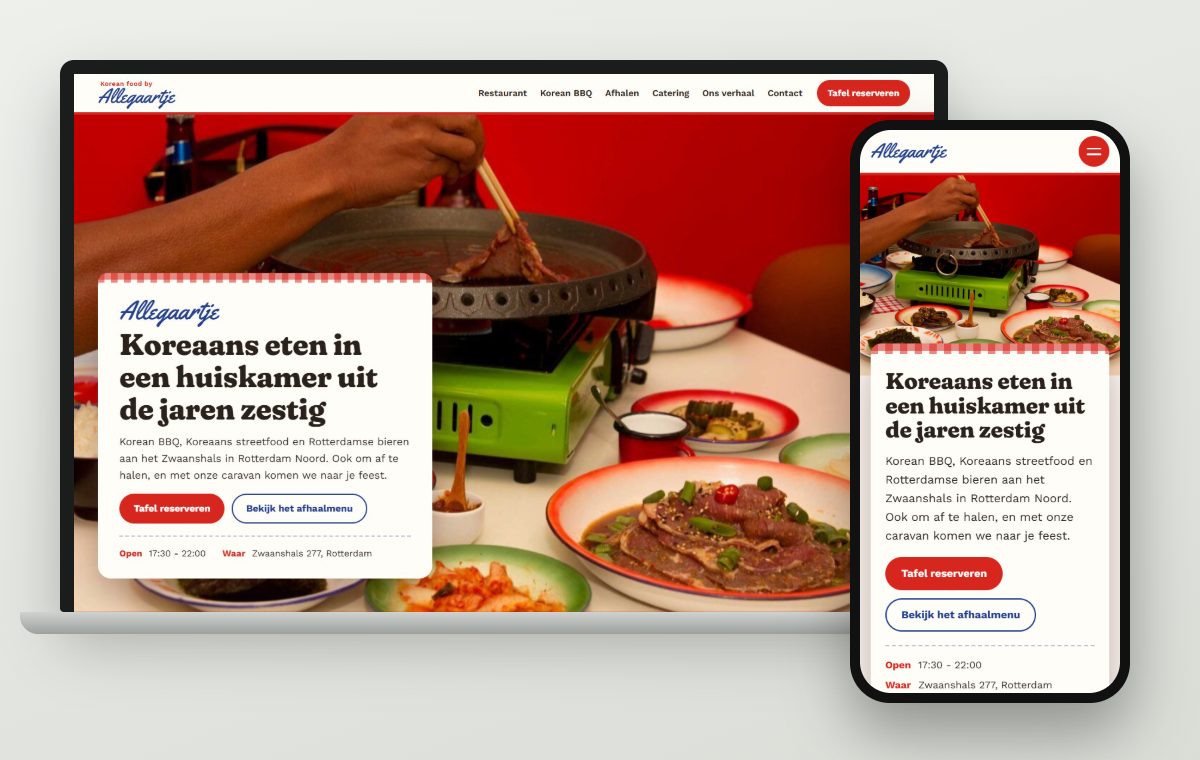 Korean food by
Allegaartje
Restaurant Korean BBQ Afhalen Catering Ons verhaal Contact Tafel reserveren
Allegaartje
Koreaans eten in
een huiskamer uit
de jaren zestig
Korean BBQ, Koreaans streetfood en Rotterdamse bieren
aan het Zwaanshals in Rotterdam Noord. Ook om af te
halen, en met onze caravan komen we naar je feest.
Tafel reserveren Bekijk het afhaalmenu
Open 17:30 - 22:00 Waar Zwaanshals 277, Rotterdam
Allegaartje
Koreaans eten in
een huiskamer uit
de jaren zestig
Korean BBQ, Koreaans streetfood en
Rotterdamse bieren aan het
Zwaanshals in Rotterdam Noord.
Ook om af te halen, en met onze
caravan komen we naar je feest.
Tafel reserveren
Bekijk het afhaalmenu
Open 17:30 - 22:00
Waar Zwaanshals 277, Rotterdam